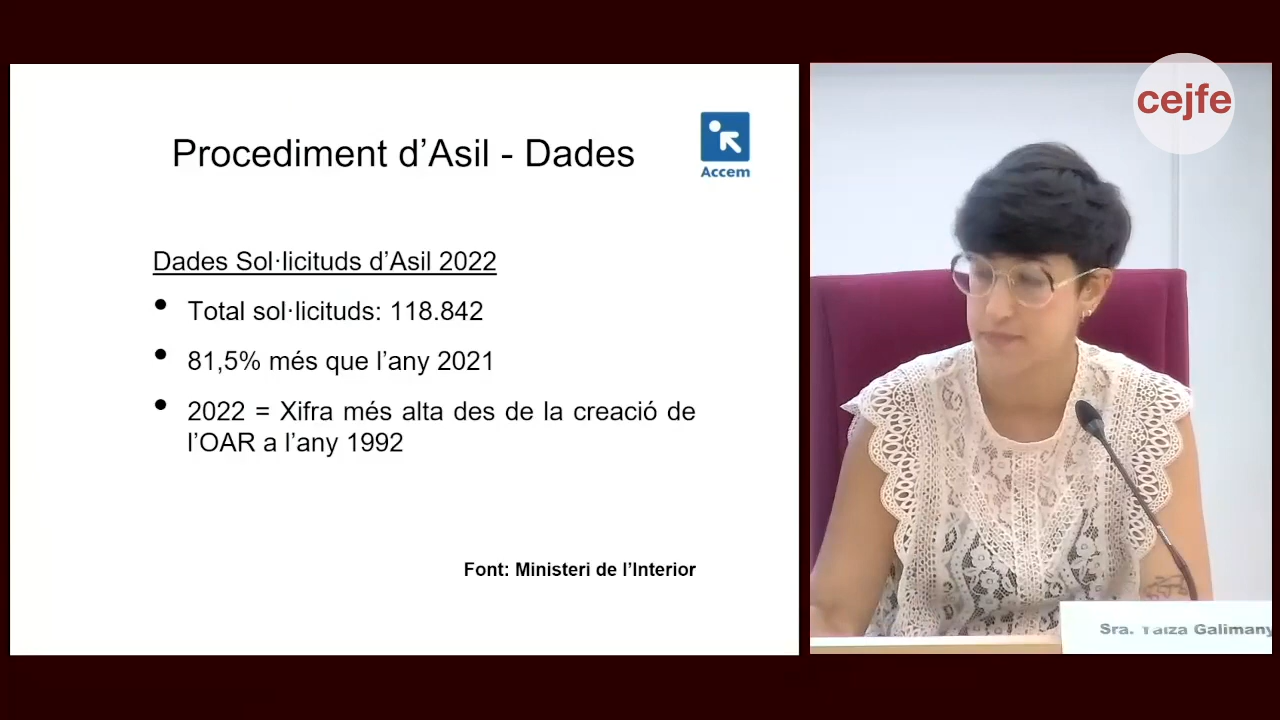 Procediment d’Asil - Dades
Accem
Dades Sol·licituds d’Asil 2022
• Total sol·licituds: 118.842
• 81,5% més que l’any 2021
• 2022 = Xifra més alta des de la creació de
l’OAR a l’any 1992
Font: Ministeri de l’Interior
cejfe
Sra. Yaiza Galimany